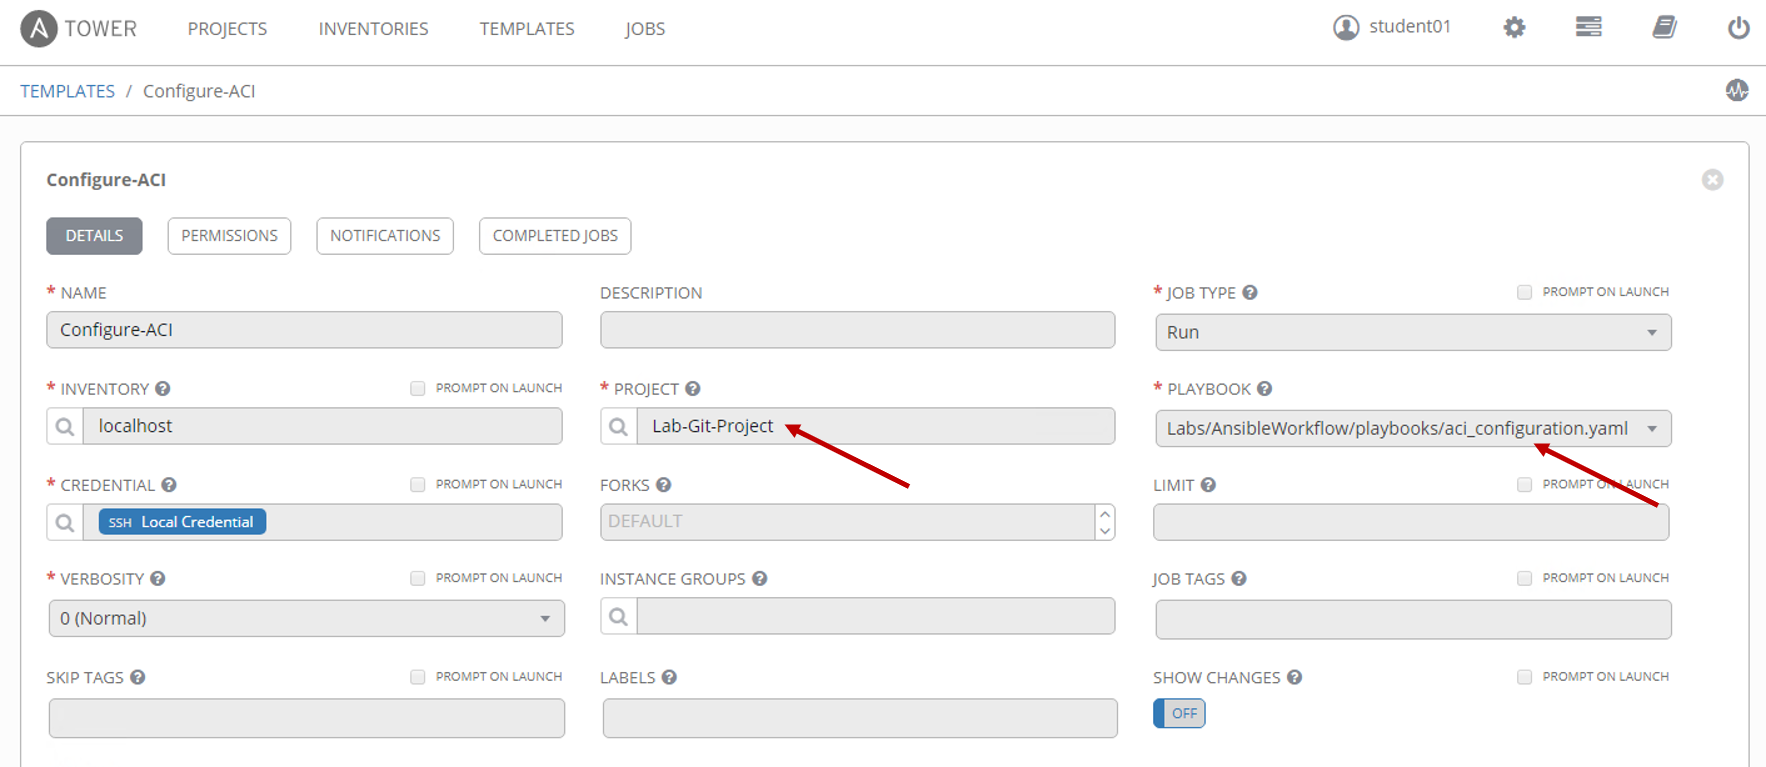 A TOWER PROJECTS INVENTORIES TEMPLATES JOBS student01
TEMPLATES / Configure-ACI
Configure-ACI
DETAILS PERMISSIONS NOTIFICATIONS COMPLETED JOBS
* NAME DESCRIPTION * JOB TYPE ? PROMPT ON LAUNCH
Configure-ACI Run
* INVENTORY ? PROMPT ON LAUNCH * PROJECT ? * PLAYBOOK ?
localhost Lab-Git-Project Labs/AnsibleWorkflow/playbooks/aci_configuration.yaml
* CREDENTIAL ? PROMPT ON LAUNCH FORKS ? LIMIT ? PROMPT ON LAUNCH
SSH Local Credential DEFAULT
* VERBOSITY ? PROMPT ON LAUNCH INSTANCE GROUPS ? JOB TAGS ? PROMPT ON LAUNCH
0 (Normal)
SKIP TAGS ? PROMPT ON LAUNCH LABELS ? SHOW CHANGES ? PROMPT ON LAUNCH
OFF